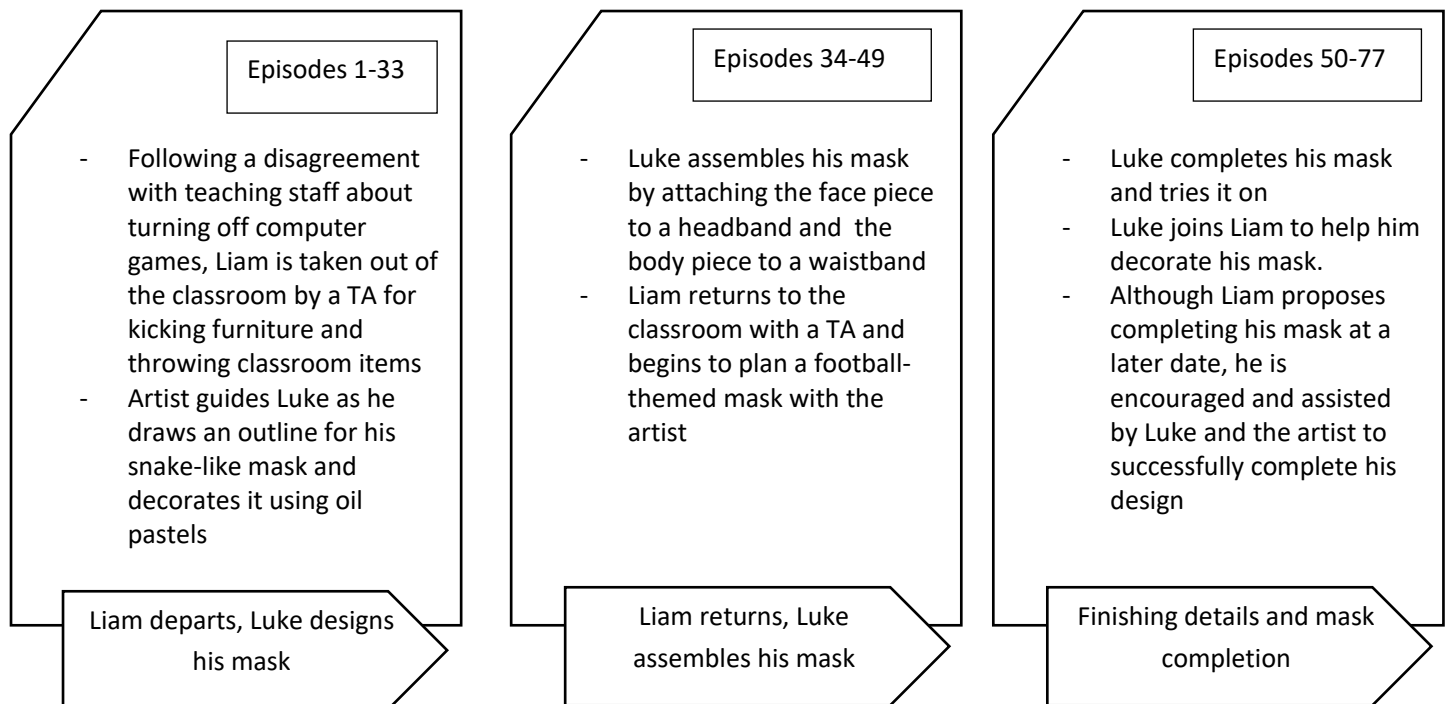 Episodes 1-33
- Following a disagreement
with teaching staff about
turning off computer
games, Liam is taken out of
the classroom by a TA for
kicking furniture and
throwing classroom items
- Artist guides Luke as he
draws an outline for his
snake-like mask and
decorates it using oil
pastels
Liam departs, Luke designs
his mask
Episodes 34-49
- Luke assembles his mask
by attaching the face piece
to a headband and the
body piece to a waistband
- Liam returns to the
classroom with a TA and
begins to plan a football-
themed mask with the
artist
Liam returns, Luke
assembles his mask
Episodes 50-77
- Luke completes his mask
and tries it on
- Luke joins Liam to help him
decorate his mask.
- Although Liam proposes
completing his mask at a
later date, he is
encouraged and assisted
by Luke and the artist to
successfully complete his
design
Finishing details and mask
completion